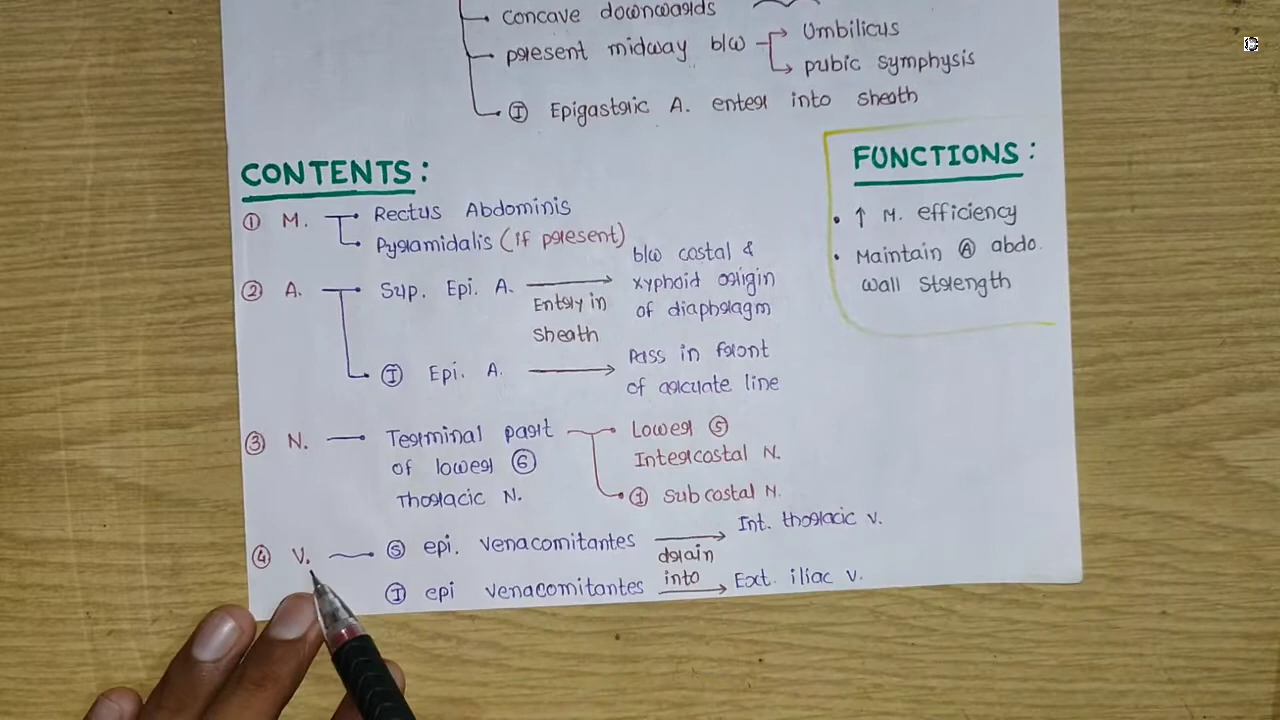 Concave downwards
present midway b/w Umbilicus
pubic symphysis
Ⓘ Epigastric A. enter into sheath
CONTENTS:
① M. Rectus Abdominis
Pyramidalis (if present)
② A. Sup. Epi. A. Entry in sheath b/w costal &
xyphoid origin
of diaphragm
Ⓘ Epi. A. Pass in front
of arcuate line
③ N. Terminal part
of lower ⑥
Thoracic N.
Lower ⑤
Intercostal N.
① Subcostal N.
④ V. Ⓢ epi. venacomitantes drain Int. thoracic v.
Ⓘ epi venacomitantes into Ext. iliac v.
FUNCTIONS:
• ↑ M. efficiency
• Maintain Ⓐ abdo.
wall strength